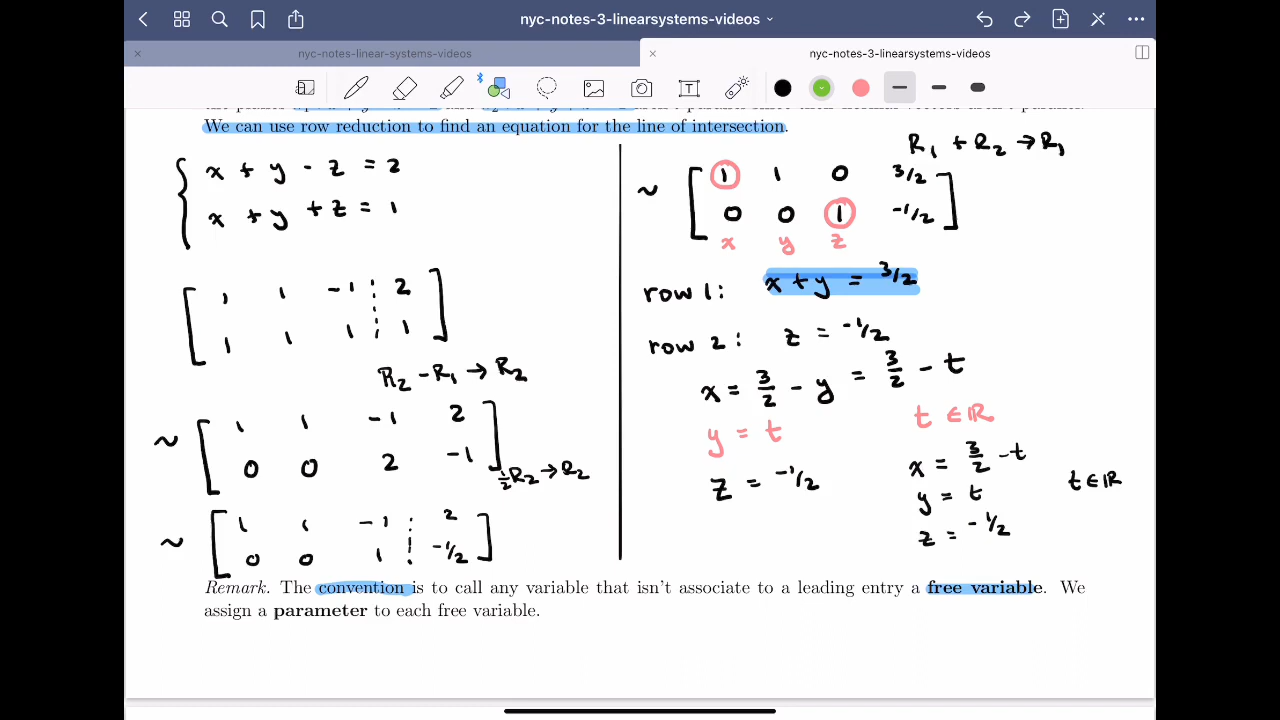 nyc-notes-3-linearsystems-videos
nyc-notes-linear-systems-videos
nyc-notes-3-linearsystems-videos
We can use row reduction to find an equation for the line of intersection.
x + y - z = 2
x + y + z = 1
1 1 -1 2
1 1 1 1
R2 - R1 → R2
~ 1 1 -1 2
0 0 2 -1
1/2 R2 → R2
~ 1 1 -1 2
0 0 1 -1/2
R1 + R2 → R1
~ 1 1 0 3/2
0 0 1 -1/2
x y z
row 1: x + y = 3/2
row 2: z = -1/2
x = 3/2 - y = 3/2 - t
y = t
t ∈ ℝ
z = -1/2
x = 3/2 - t
y = t
z = -1/2
t ∈ ℝ
Remark. The convention is to call any variable that isn't associate to a leading entry a free variable. We
assign a parameter to each free variable.